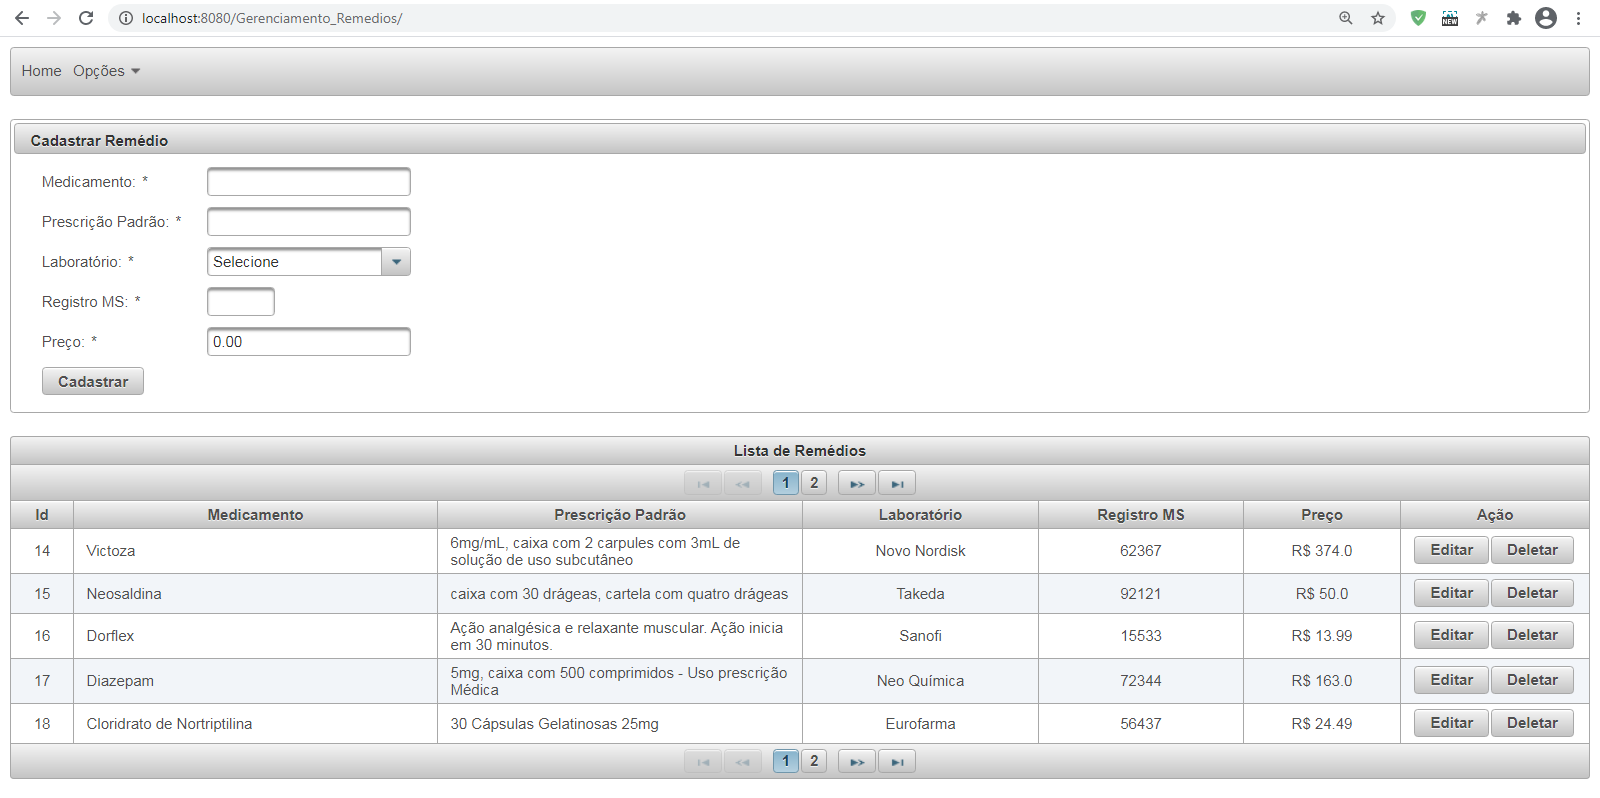 localhost:8080/Gerenciamento_Remedios/
NEW
Home Opções
Cadastrar Remédio
Medicamento: *
Prescrição Padrão: *
Laboratório: * Selecione
Registro MS: *
Preço: * 0.00
Cadastrar
Lista de Remédios
1 2
Id Medicamento Prescrição Padrão Laboratório Registro MS Preço Ação
14 Victoza 6mg/mL, caixa com 2 carpules com 3mL de
solução de uso subcutâneo Novo Nordisk 62367 R$ 374.0 Editar Deletar
15 Neosaldina caixa com 30 drágeas, cartela com quatro drágeas Takeda 92121 R$ 50.0 Editar Deletar
16 Dorflex Ação analgésica e relaxante muscular. Ação inicia
em 30 minutos. Sanofi 15533 R$ 13.99 Editar Deletar
17 Diazepam 5mg, caixa com 500 comprimidos - Uso prescrição
Médica Neo Química 72344 R$ 163.0 Editar Deletar
18 Cloridrato de Nortriptilina 30 Cápsulas Gelatinosas 25mg Eurofarma 56437 R$ 24.49 Editar Deletar
1 2